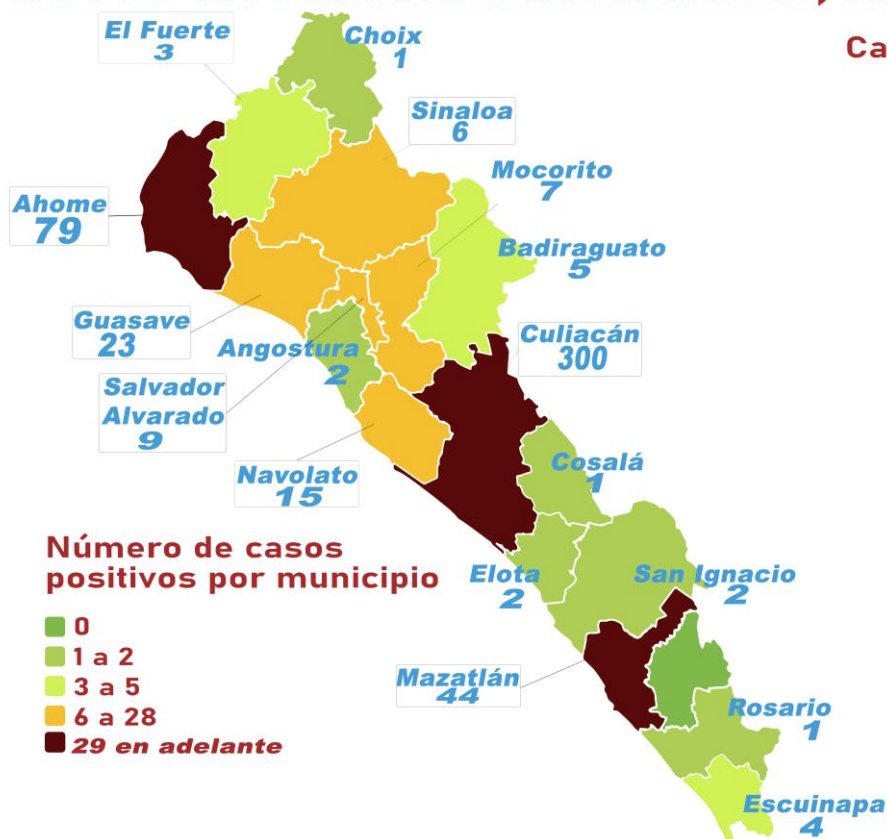 Ca
El Fuerte
3
Choix
1
Sinaloa
6
Mocorito
7
Ahome
79
Badiraguato
5
Guasave
23
Angostura
2
Culiacán
300
Salvador
Alvarado
9
Navolato
15
Cosalá
1
Número de casos
positivos por municipio
Elota
2
San Ignacio
2
0
1 a 2
3 a 5
6 a 28
29 en adelante
Mazatlán
44
Rosario
1
Escuinapa
4